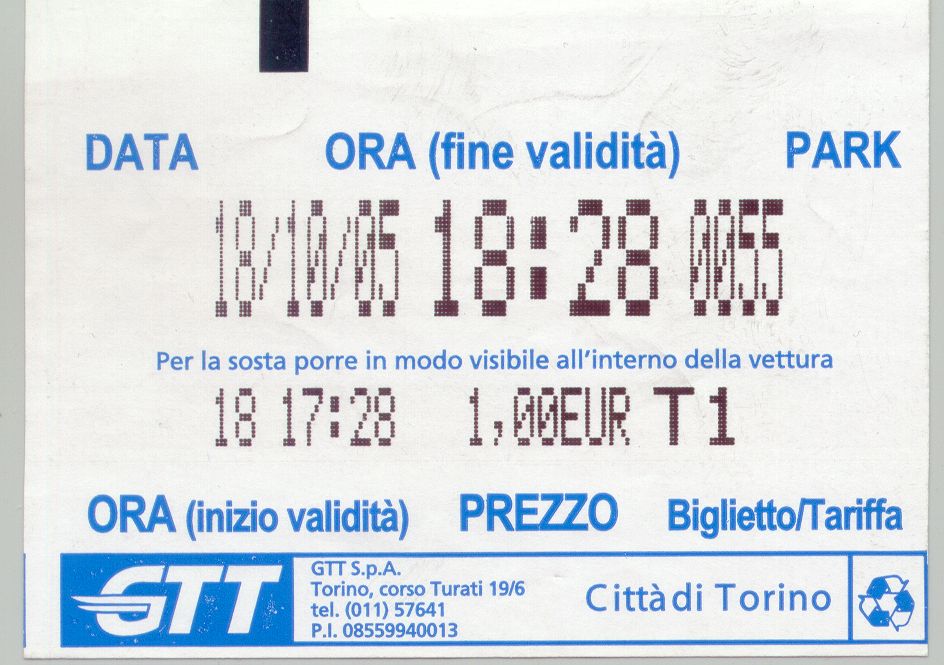 DATA ORA (fine validità) PARK
18/10/05 18:28 0055
Per la sosta porre in modo visibile all'interno della vettura
18 17:28 1,00EUR T1
ORA (inizio validità) PREZZO Biglietto/Tariffa
GTT
GTT S.p.A.
Torino, corso Turati 19/6
tel. (011) 57641
P.I. 08559940013
Città di Torino